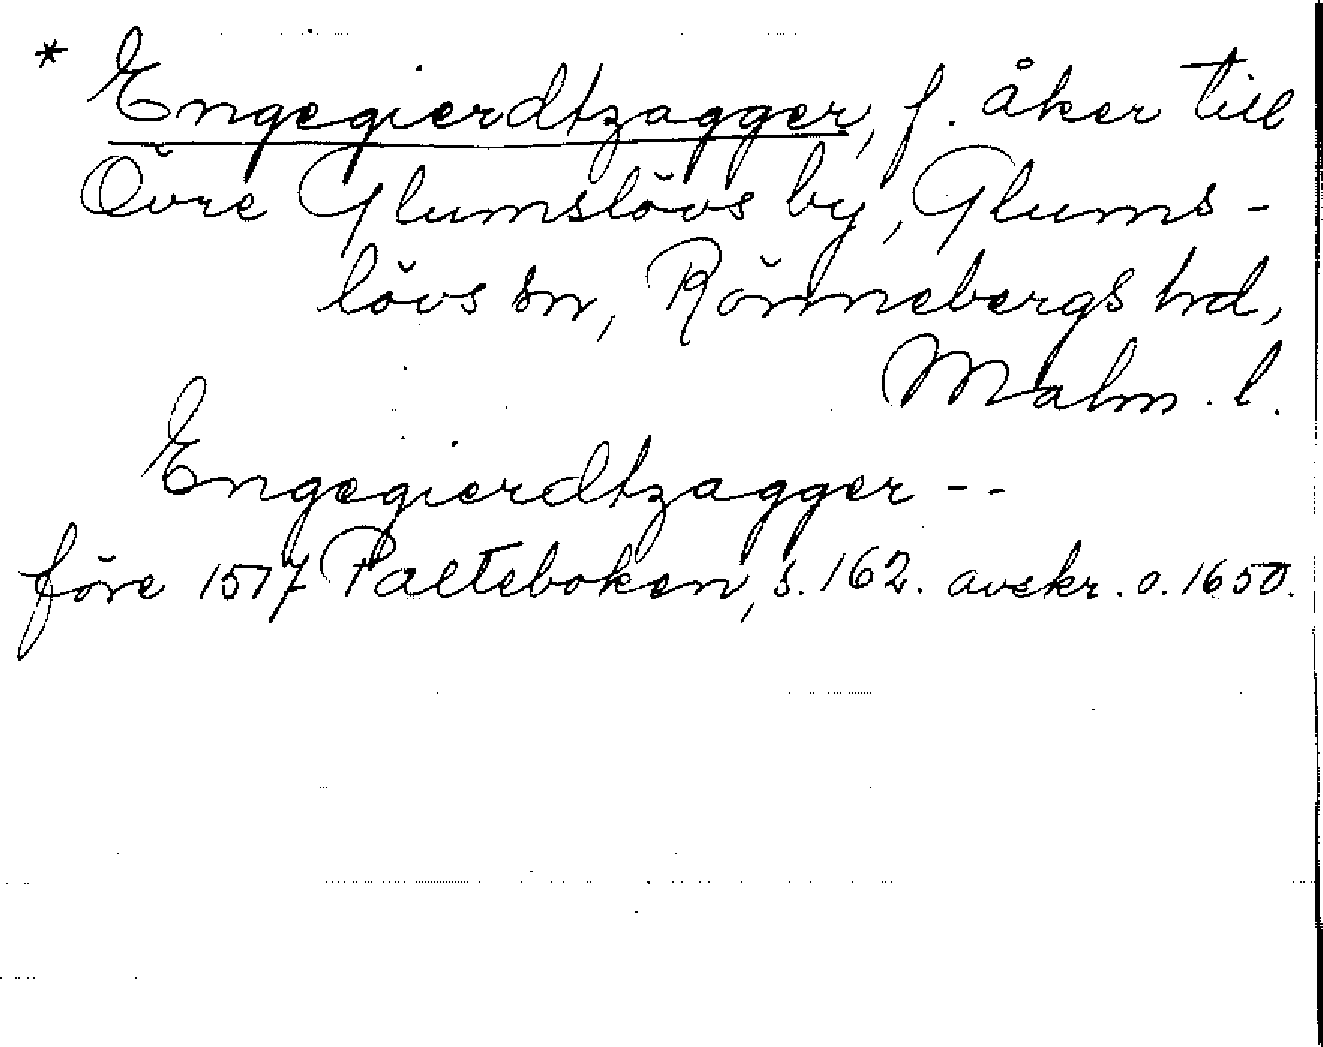 * Engegierdtzagger, f. åker till
Övre Glumslövs by, Glums-
lövs sn, Rönnebergs hd,
Malm. l.
Engegierdtzagger --
före 1517 Palteboken, s. 162. avskr. o. 1650.